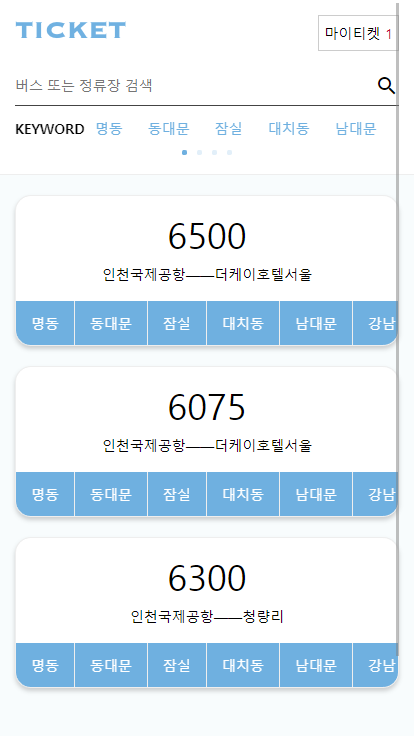 TICKET
마이티켓 1
버스 또는 정류장 검색
KEYWORD 명동 동대문 잠실 대치동 남대문
6500
인천국제공항——더케이호텔서울
명동 동대문 잠실 대치동 남대문 강남
6075
인천국제공항——더케이호텔서울
명동 동대문 잠실 대치동 남대문 강남
6300
인천국제공항——청량리
명동 동대문 잠실 대치동 남대문 강남